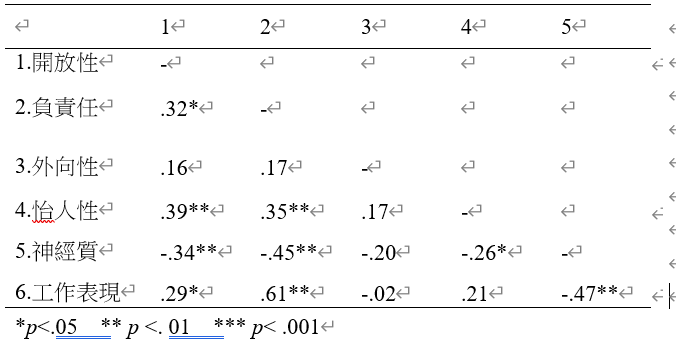 1 2 3 4 5
1.開放性 -
2.負責任 .32* -
3.外向性 .16 .17 -
4.怡人性 .39** .35** .17 -
5.神經質 -.34** -.45** -.20 -.26* -
6.工作表現 .29* .61** -.02 .21 -.47**
*p<.05 ** p <. 01 *** p< .001